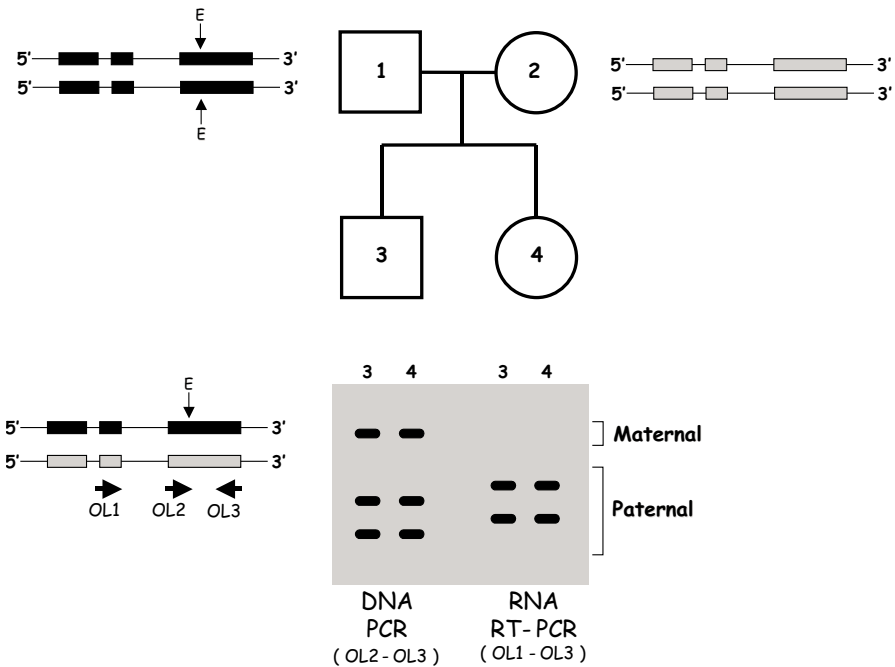 E
5' 3'
5' 3'
E
1
2
5' 3'
5' 3'
3
4
E
5' 3'
5' 3'
OL1 OL2 OL3
3 4 3 4
Maternal
Paternal
DNA
PCR
( OL2 - OL3 )
RNA
RT-PCR
( OL1 - OL3 )